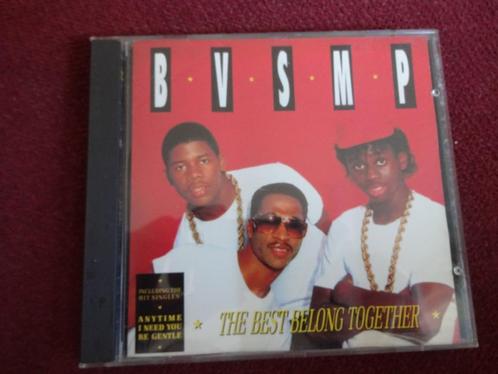 B·V·S·M·P
INCLUDING THE
HIT SINGLES
ANYTIME
I NEED YOU
BE GENTLE
THE BEST BELONG TOGETHER